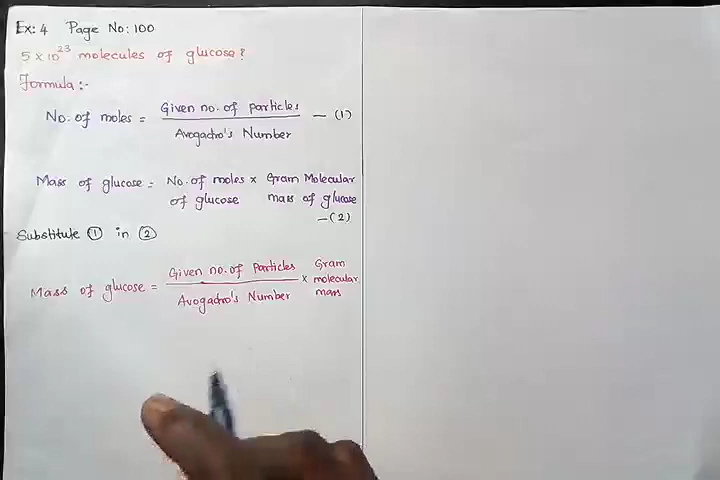 Ex: 4 Page No: 100
5 × 10²³ molecules of glucose?
Formula:-
No. of moles = Given no. of particles / Avogadro's Number — (1)
Mass of glucose = No. of moles of glucose × Gram Molecular mass of glucose — (2)
Substitute ① in ②
Mass of glucose = Given no. of Particles / Avogadro's Number × Gram molecular mass